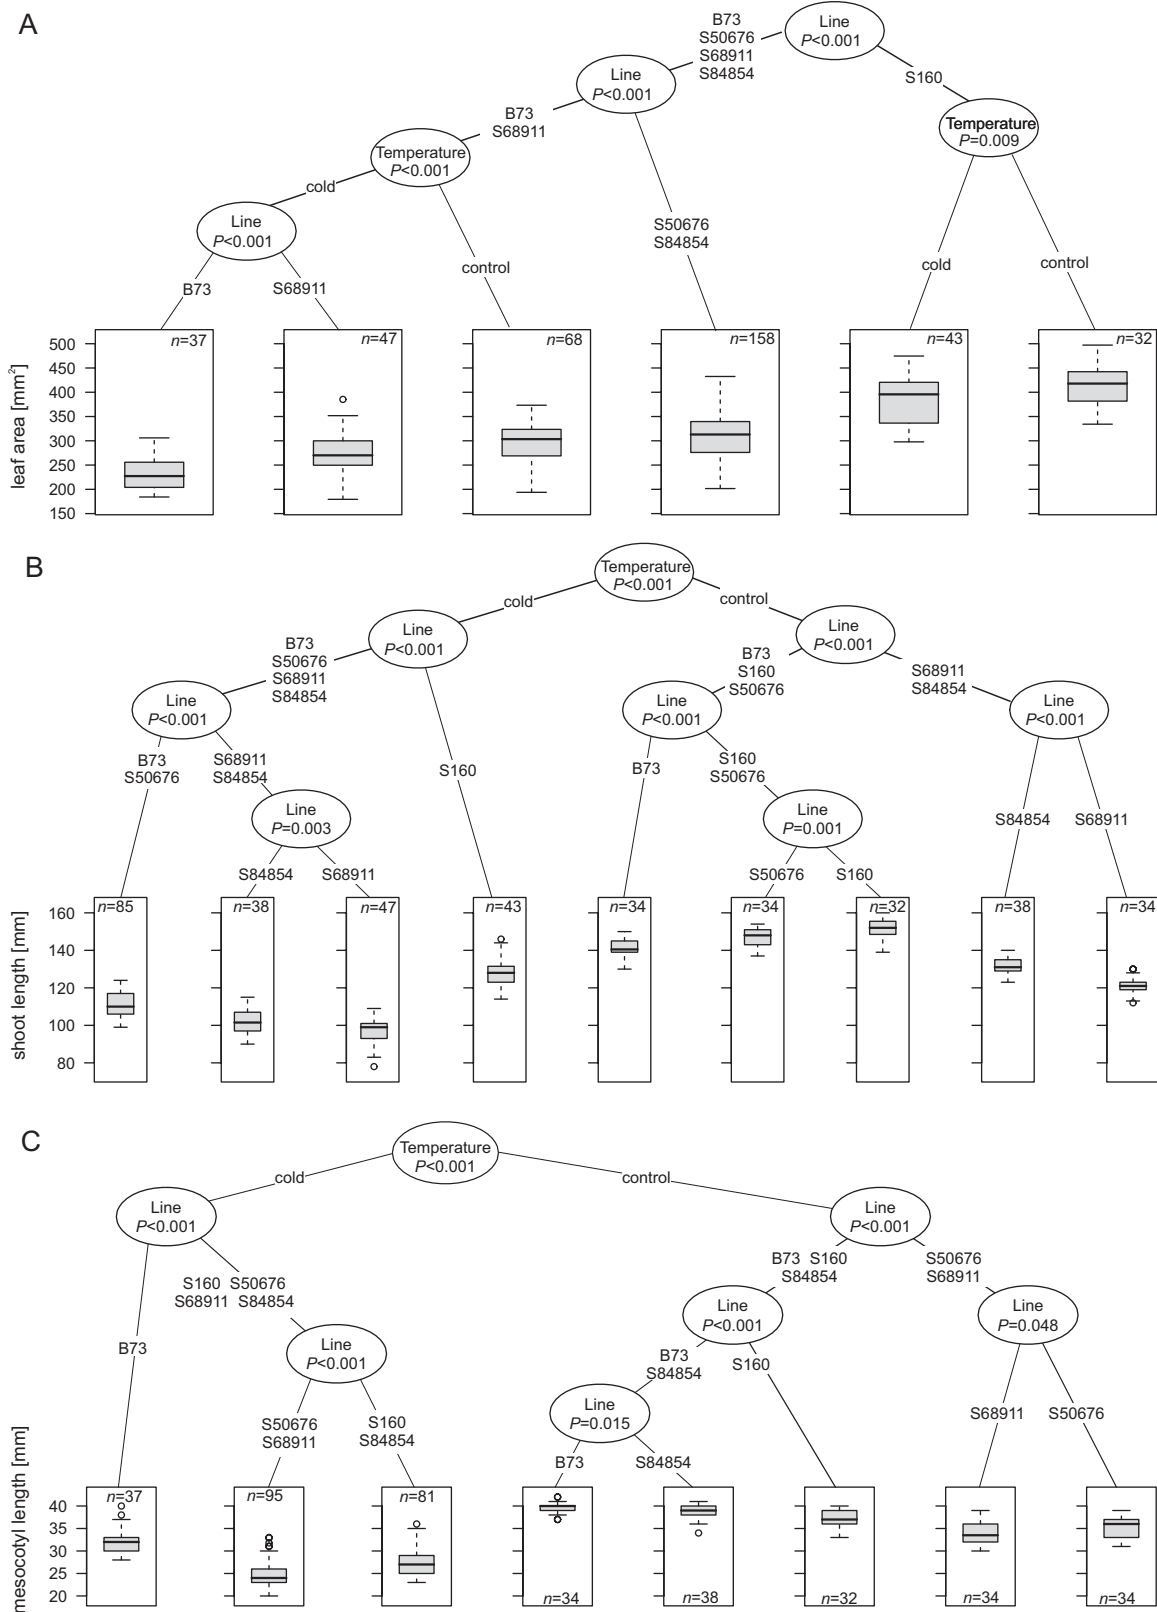 A
Line
P<0.001
B73
S50676
S68911
S84854
S160
Line
P<0.001
Temperature
P=0.009
B73
S68911
S50676
S84854
Temperature
P<0.001
cold
control
cold
control
Line
P<0.001
B73
S68911
n=37
n=47
n=68
n=158
n=43
n=32
leaf area [mm²]
500
450
400
350
300
250
200
150
B
Temperature
P<0.001
cold
control
Line
P<0.001
Line
P<0.001
B73
S50676
S68911
S84854
S160
B73
S160
S50676
S68911
S84854
Line
P<0.001
Line
P<0.001
Line
P<0.001
B73
S50676
S68911
S84854
B73
S160
S50676
S84854
S68911
Line
P=0.003
Line
P=0.001
S84854
S68911
S50676
S160
n=85
n=38
n=47
n=43
n=34
n=34
n=32
n=38
n=34
shoot length [mm]
160
140
120
100
80
C
Temperature
P<0.001
cold
control
Line
P<0.001
Line
P<0.001
B73
S160 S50676
S68911 S84854
B73 S160
S84854
S50676
S68911
Line
P<0.001
Line
P<0.001
Line
P=0.048
S50676
S68911
S160
S84854
B73
S84854
S160
S68911
S50676
Line
P=0.015
B73
S84854
n=37
n=95
n=81
n=34
n=38
n=32
n=34
n=34
mesocotyl length [mm]
40
35
30
25
20